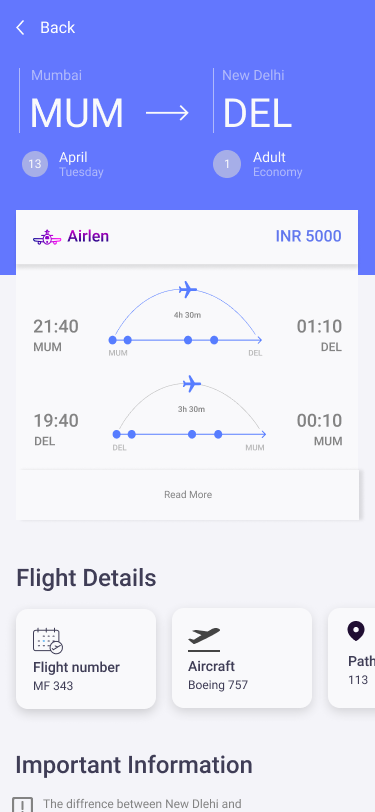 Back
Mumbai
New Delhi
MUM
DEL
13
April
Tuesday
1
Adult
Economy
Airlen
INR 5000
21:40
MUM
4h 30m
MUM
DEL
01:10
DEL
19:40
DEL
3h 30m
DEL
MUM
00:10
MUM
Read More
Flight Details
Flight number
MF 343
Aircraft
Boeing 757
Path
113
Important Information
The diffrence between New Dlehi and